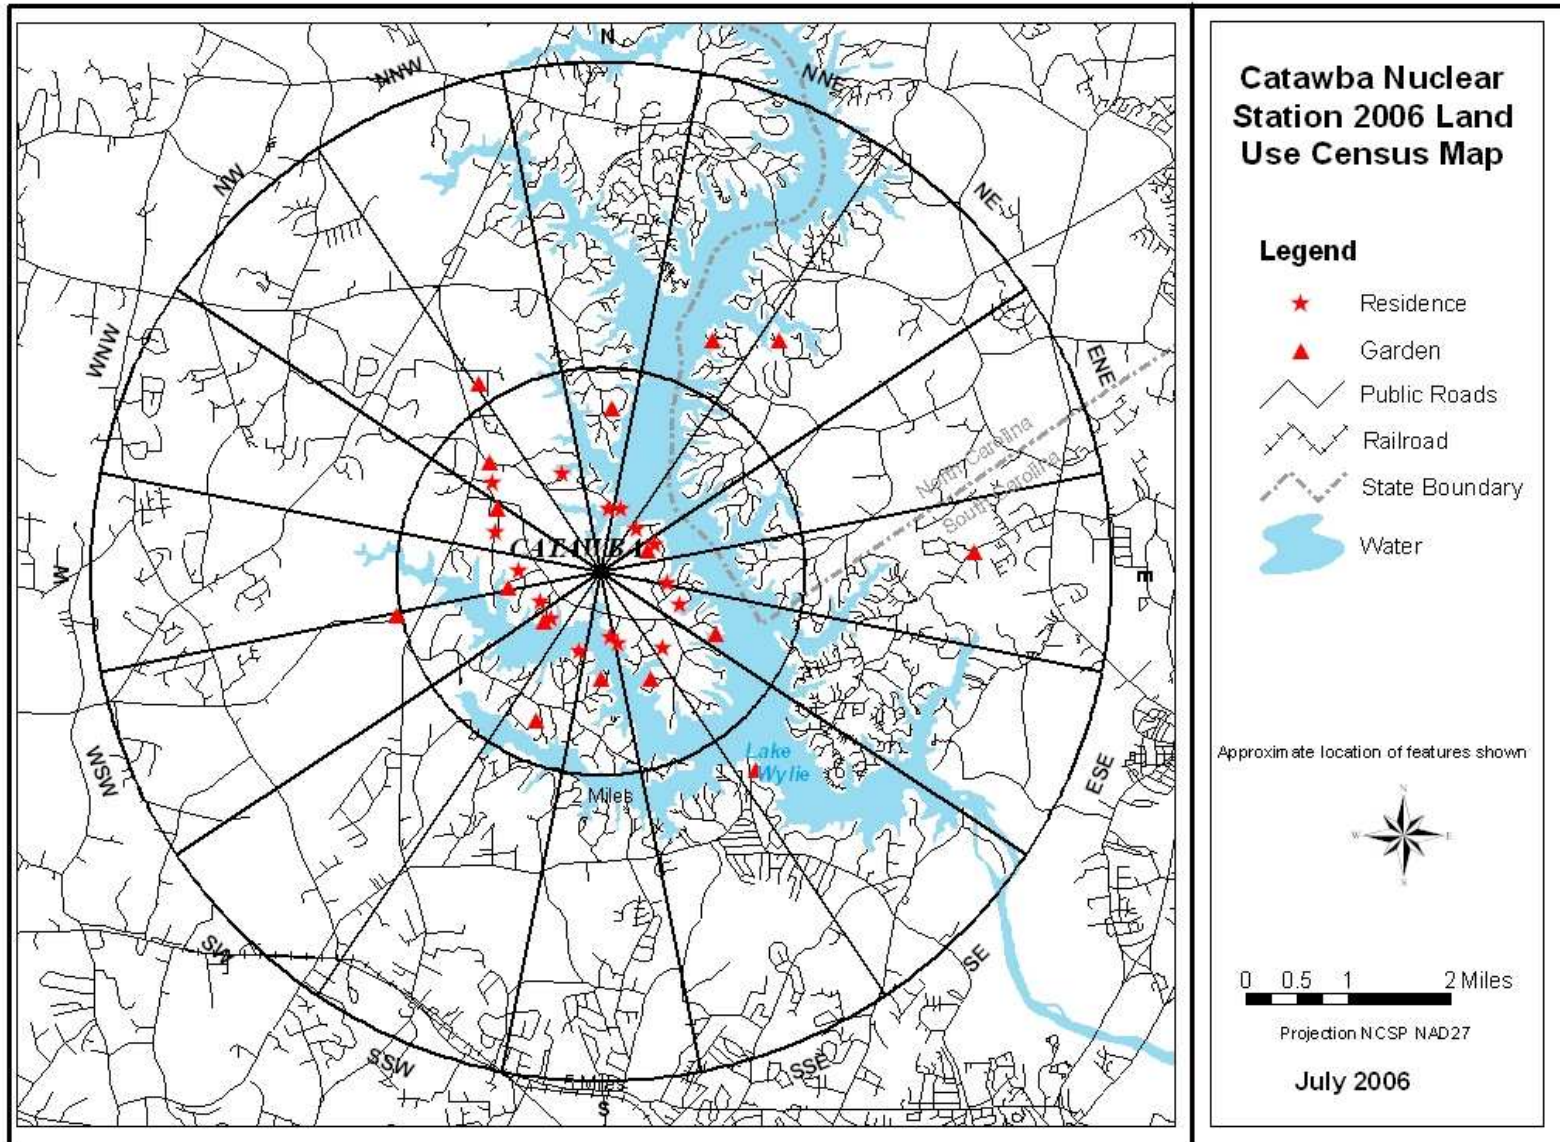 N
NNW
NNE
NW
NE
WNW
ENE
North Carolina
South Carolina
CATAWBA
W
E
Lake
Wylie
2 Miles
WSW
ESE
SW
SE
SSW
SSE
5 Miles
S
Catawba Nuclear
Station 2006 Land
Use Census Map
Legend
Residence
Garden
Public Roads
Railroad
State Boundary
Water
Approximate location of features shown
N
W E
S
0 0.5 1 2 Miles
Projection NCSP NAD27
July 2006